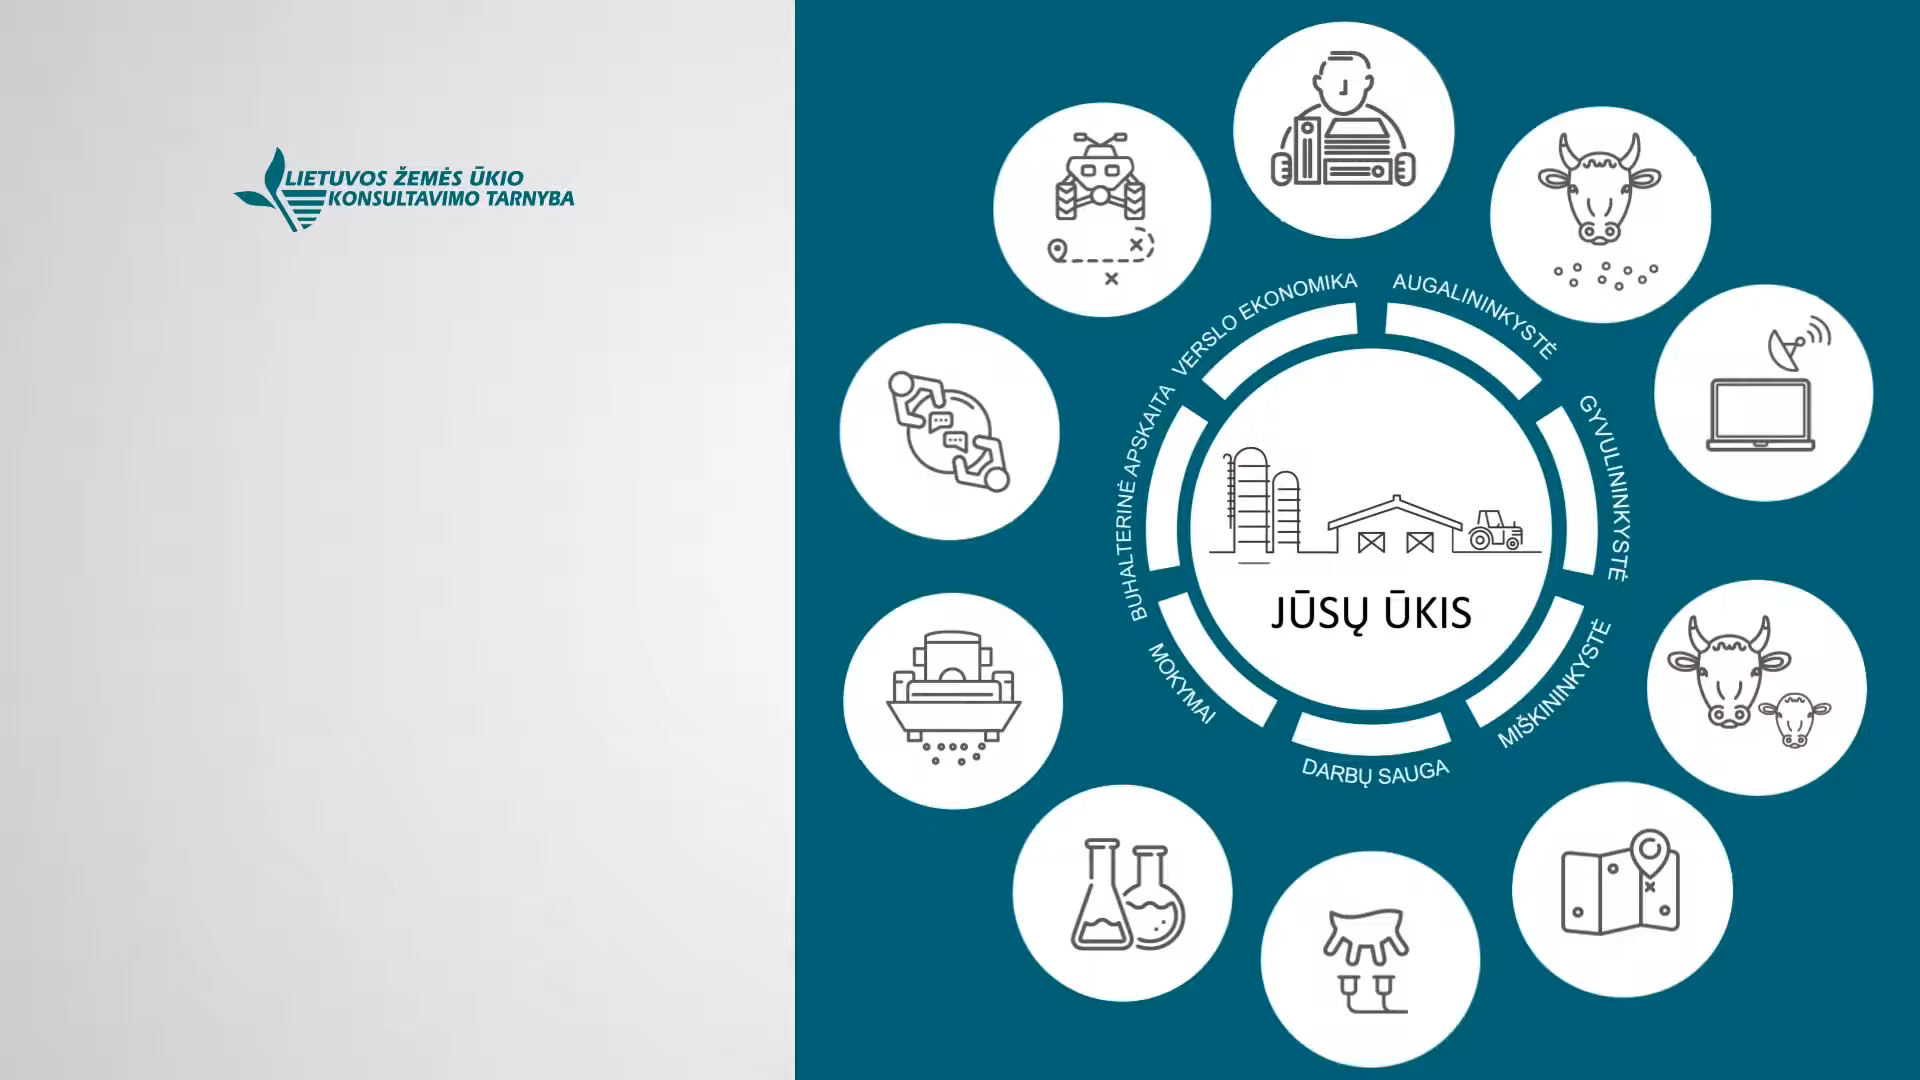 LIETUVOS ŽEMĖS ŪKIO
KONSULTAVIMO TARNYBA
VERSLO EKONOMIKA
AUGALININKYSTĖ
BUHALTERINĖ APSKAITA
GYVULININKYSTĖ
JŪSŲ ŪKIS
MOKYMAI
MIŠKININKYSTĖ
DARBŲ SAUGA